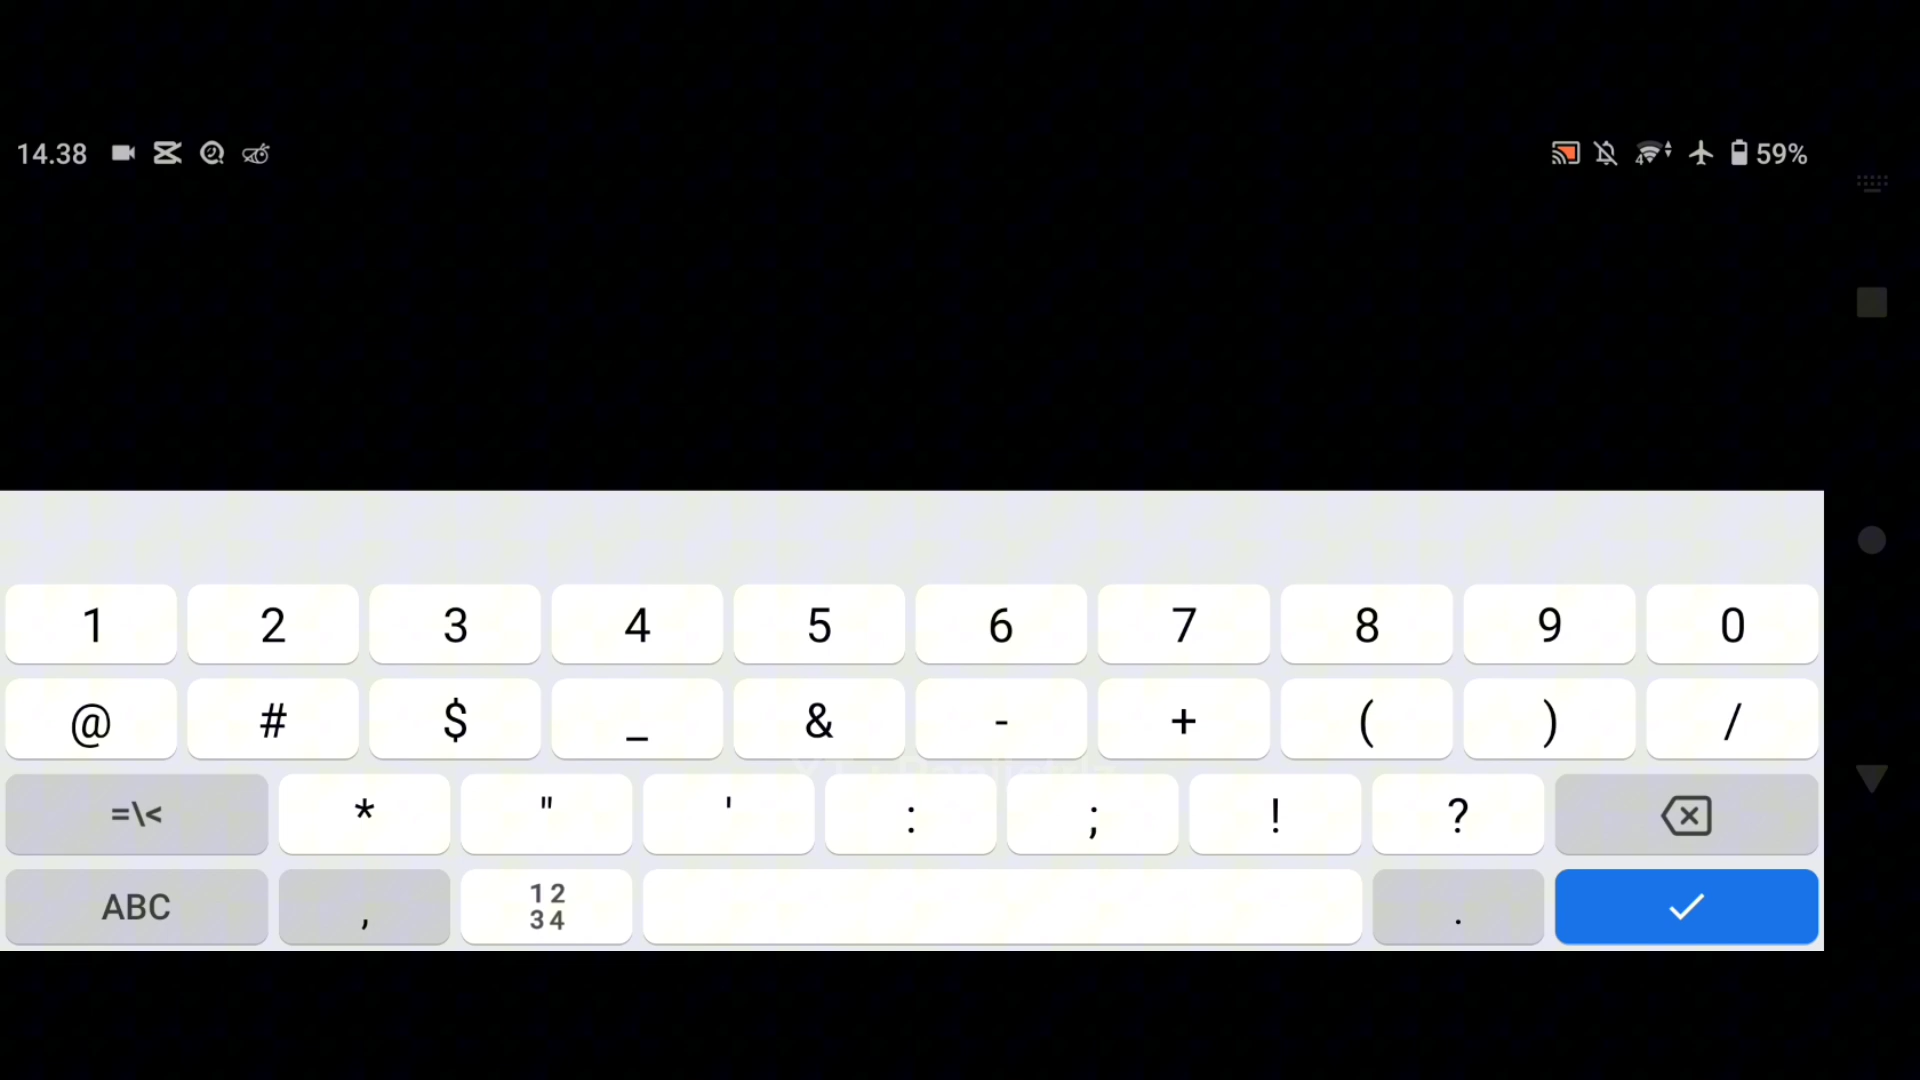 14.38 59%
1 2 3 4 5 6 7 8 9 0
@ # $ _ & - + ( ) /
=\< * " ' : ; ! ?
ABC , 12 .
34